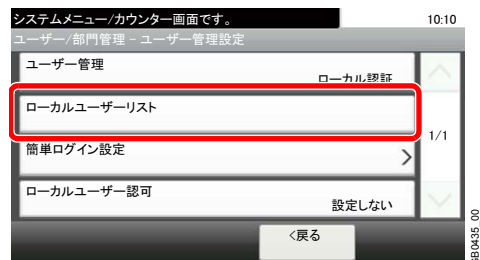 システムメニュー/カウンター画面です。
10:10
ユーザー/部門管理 - ユーザー管理設定
ユーザー管理
ローカル認証
ローカルユーザーリスト
1/1
簡単ログイン設定
ローカルユーザー認可
設定しない
<戻る
GB0435_00